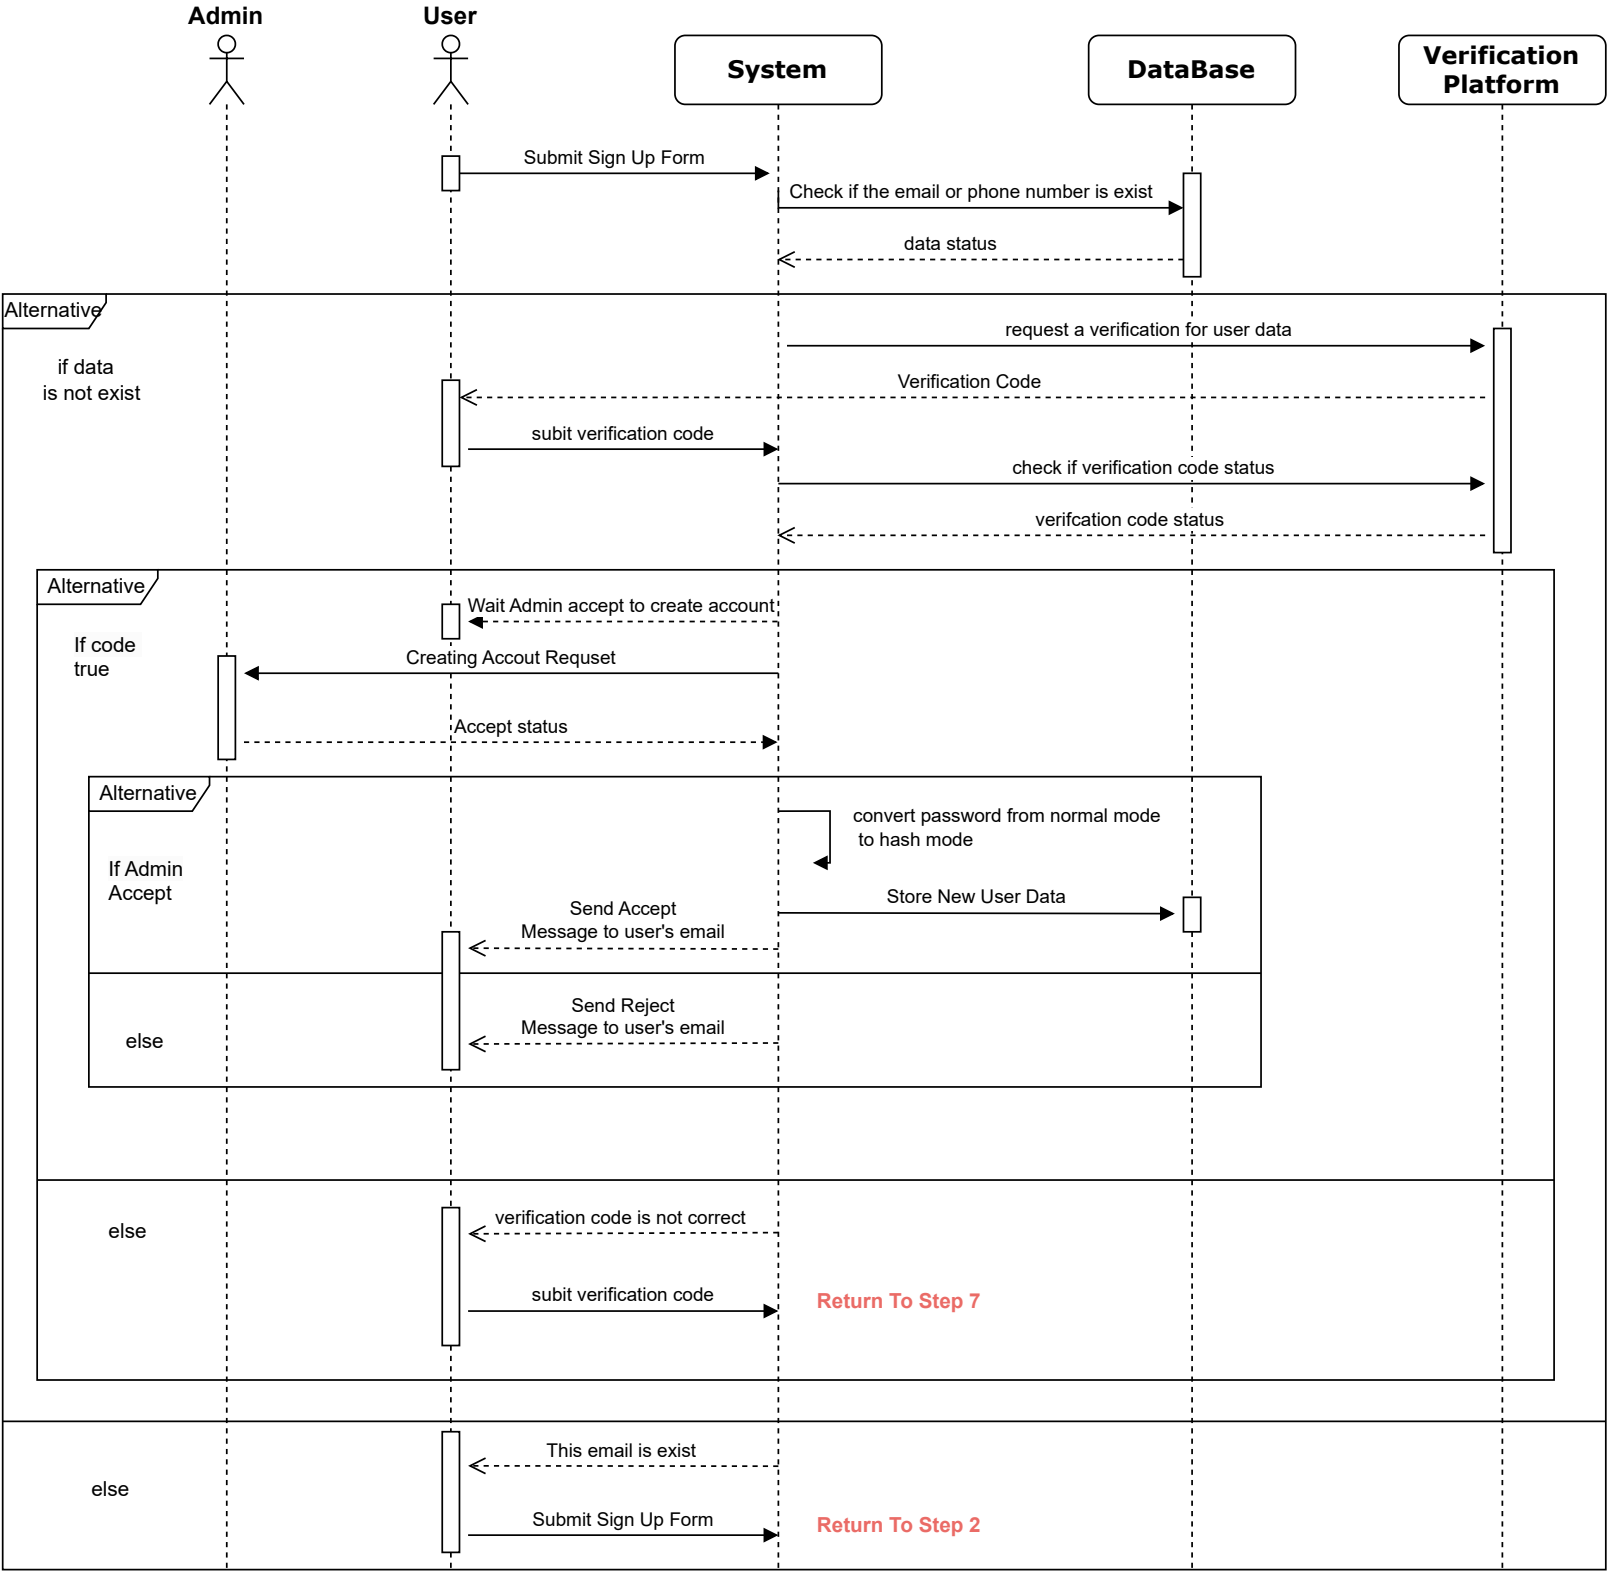 Admin
User
System
DataBase
Verification
Platform
Submit Sign Up Form
Check if the email or phone number is exist
data status
Alternative
request a verification for user data
if data
is not exist
Verification Code
subit verification code
check if verification code status
verifcation code status
Alternative
Wait Admin accept to create account
If code
true
Creating Accout Requset
Accept status
Alternative
convert password from normal mode
to hash mode
If Admin
Accept
Store New User Data
Send Accept
Message to user's email
Send Reject
Message to user's email
else
verification code is not correct
else
subit verification code
Return To Step 7
This email is exist
else
Submit Sign Up Form
Return To Step 2